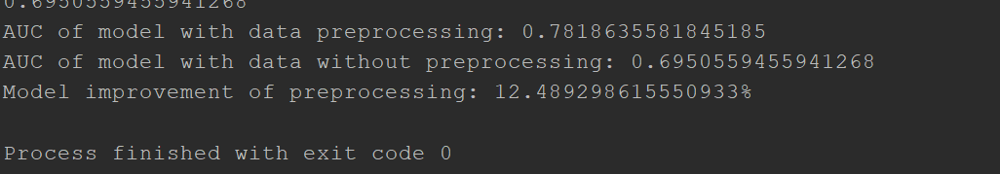 0.6950559455941268
AUC of model with data preprocessing: 0.7818635581845185
AUC of model with data without preprocessing: 0.6950559455941268
Model improvement of preprocessing: 12.489298615550933%
Process finished with exit code 0